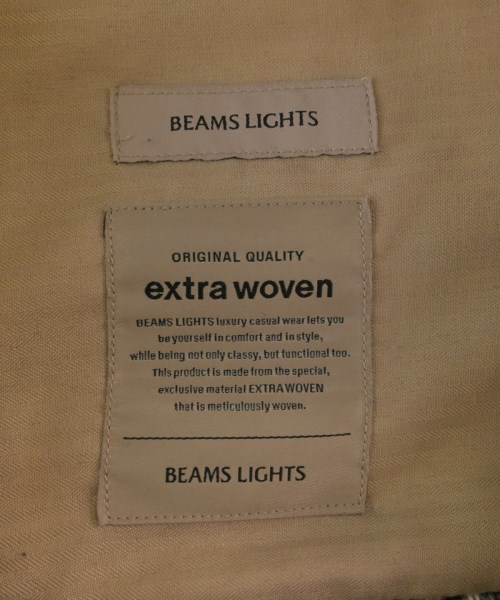 BEAMS LIGHTS
ORIGINAL QUALITY
extra woven
BEAMS LIGHTS luxury casual wear lets you
be yourself in comfort and in style,
while being not only classy, but functional too.
This product is made from the special,
exclusive material EXTRA WOVEN
that is meticulously woven.
BEAMS LIGHTS